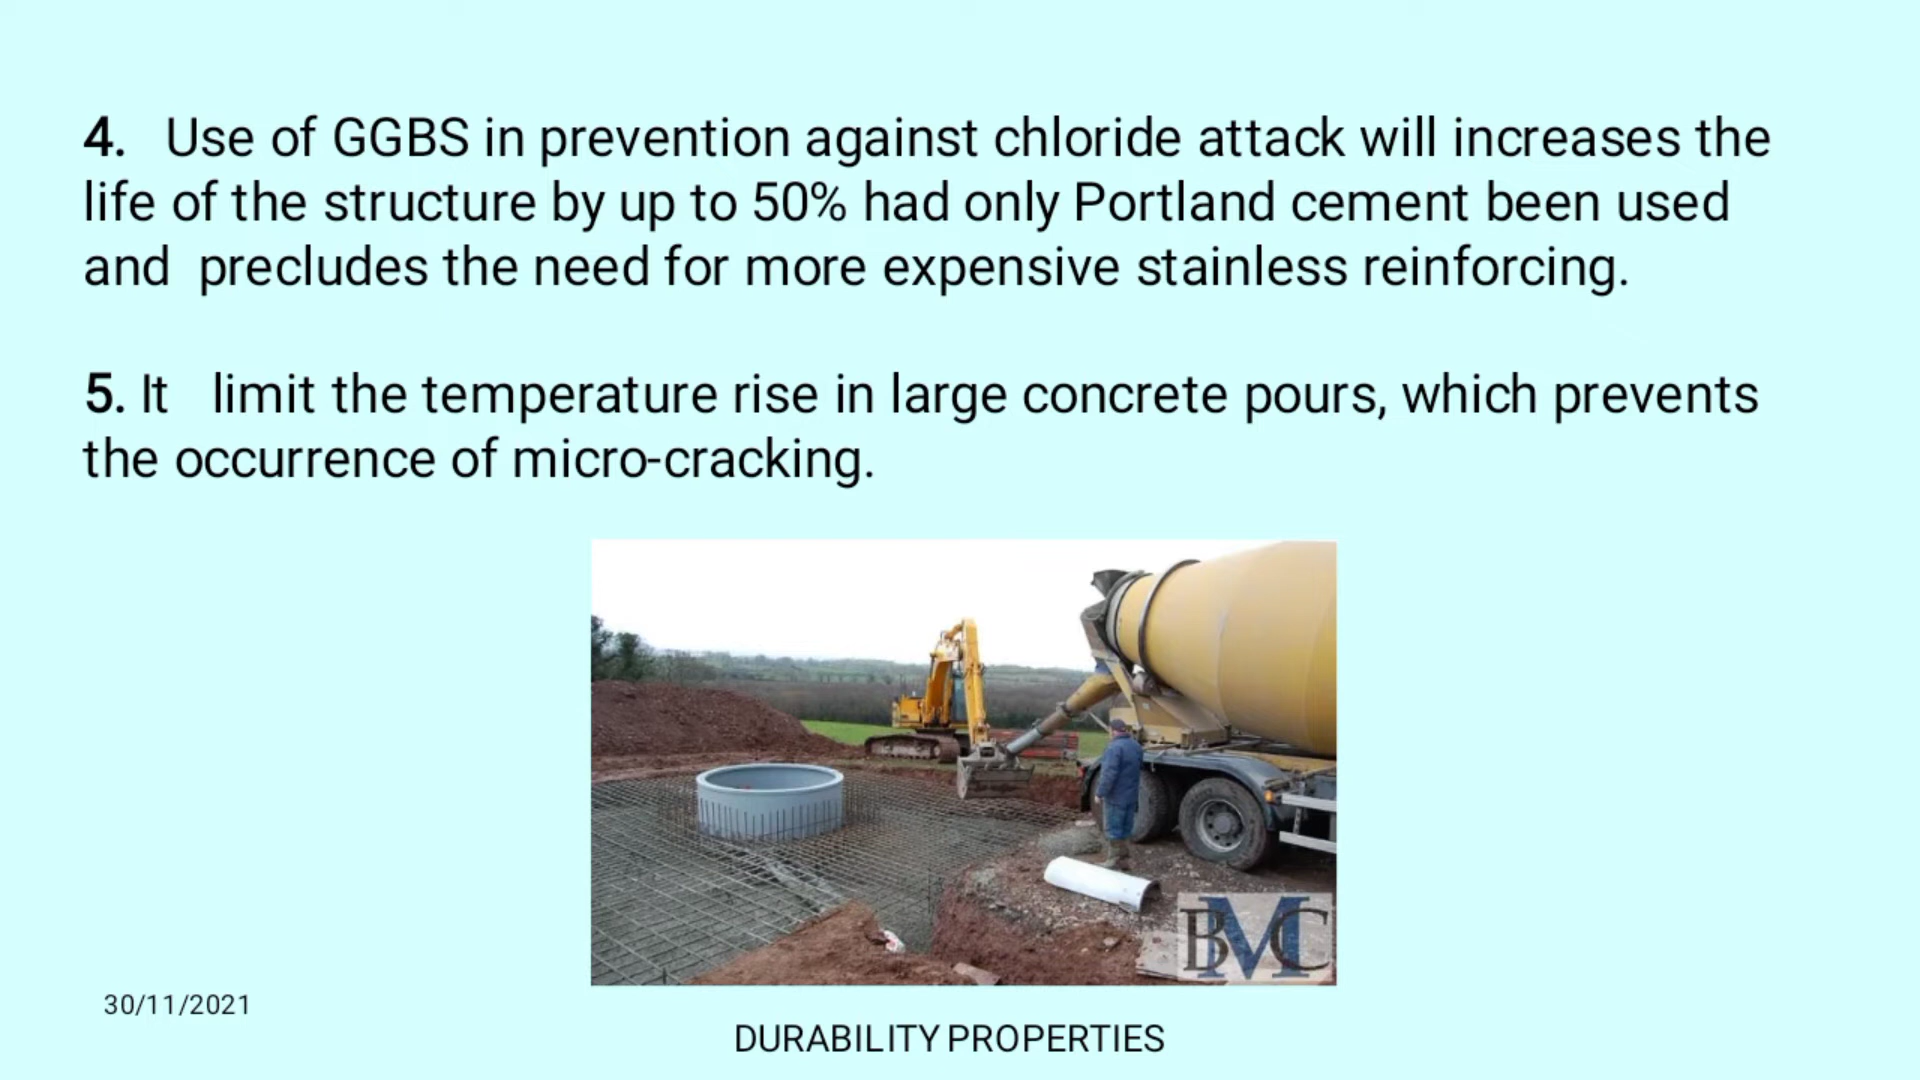 4. Use of GGBS in prevention against chloride attack will increases the
life of the structure by up to 50% had only Portland cement been used
and precludes the need for more expensive stainless reinforcing.
5. It limit the temperature rise in large concrete pours, which prevents
the occurrence of micro-cracking.
BMC
30/11/2021
DURABILITY PROPERTIES